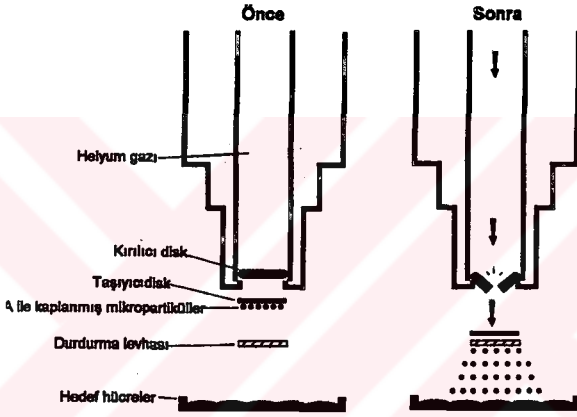 Önce
Sonra
Helyum gazı
Kırılıcı disk
Taşıyıcıdisk
ile kaplanmış mikropartiküller
Durdurma levhası
Hedef hücreler